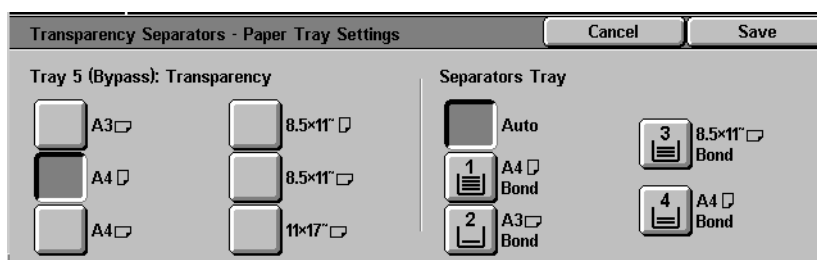 Transparency Separators - Paper Tray Settings
Cancel
Save
Tray 5 (Bypass): Transparency
A3
A4
A4
8.5×11"
8.5×11"
11×17"
Separators Tray
Auto
1
A4
Bond
2
A3
Bond
3
8.5×11"
Bond
4
A4
Bond